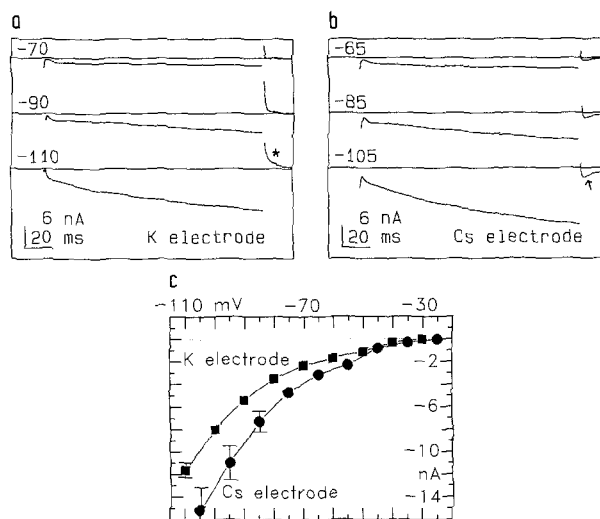 a
-70
-90
-110
*
6 nA
20 ms
K electrode
b
-65
-85
-105
6 nA
20 ms
Cs electrode
c
-110 mV
-70
-30
K electrode
-2
-6
-10
nA
-14
Cs electrode